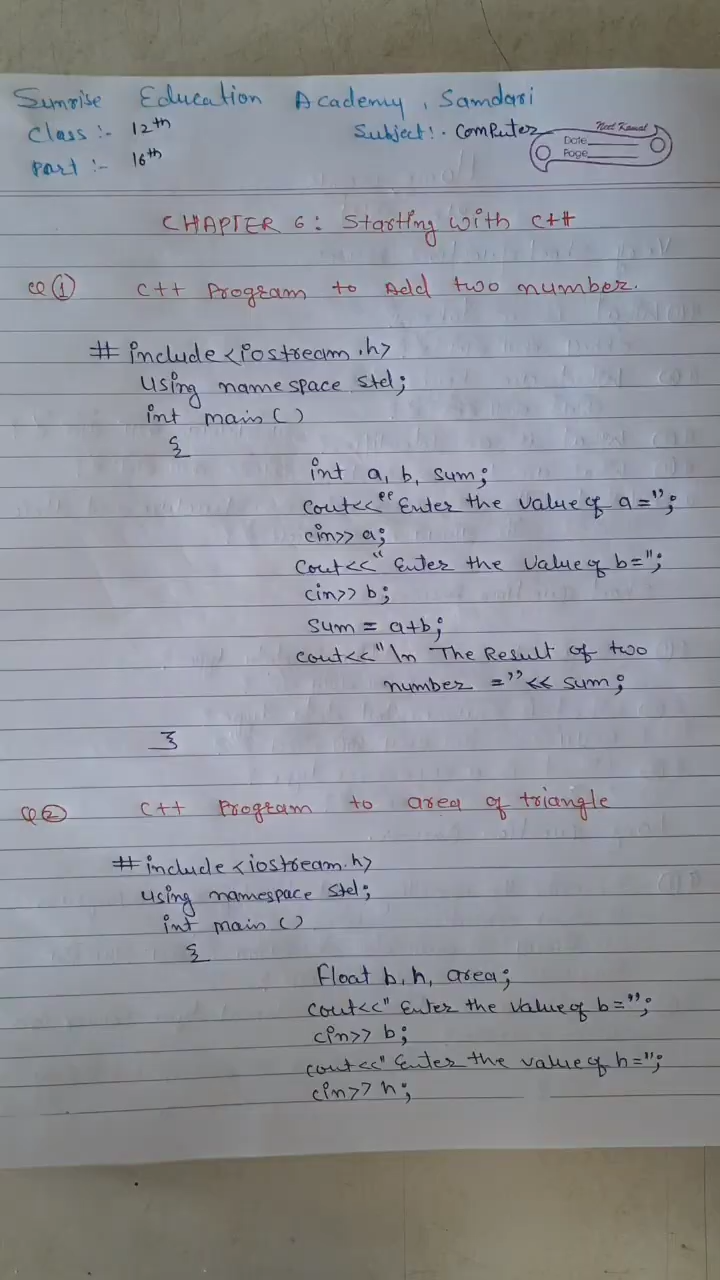 Sunrise Education Academy, Samdari
Class :- 12th Subject :- Computer
Part :- 16th
Neel Kamal
Date
Page
CHAPTER 6: Starting with C++
Q① C++ Program to Add two number.
# include <iostream.h>
using namespace std;
int main ()
{
int a, b, sum;
cout<<"Enter the value of a=";
cin>> a;
cout<<" Enter the value of b=";
cin>> b;
sum = a+b;
cout<<"\n The Result of two
number =" << sum;
}
Q② C++ Program to area of triangle
# include <iostream.h>
using namespace std;
int main ()
{
Float b, h, area;
cout<<" Enter the value of b=";
cin>> b;
cout<<" Enter the value of h=";
cin>> h;